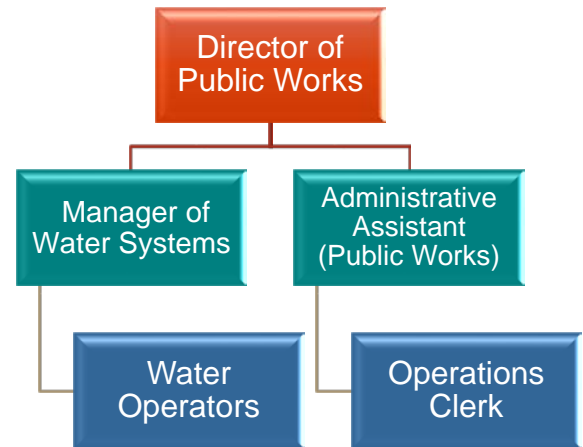 Director of
Public Works
Manager of
Water Systems
Administrative
Assistant
(Public Works)
Water
Operators
Operations
Clerk